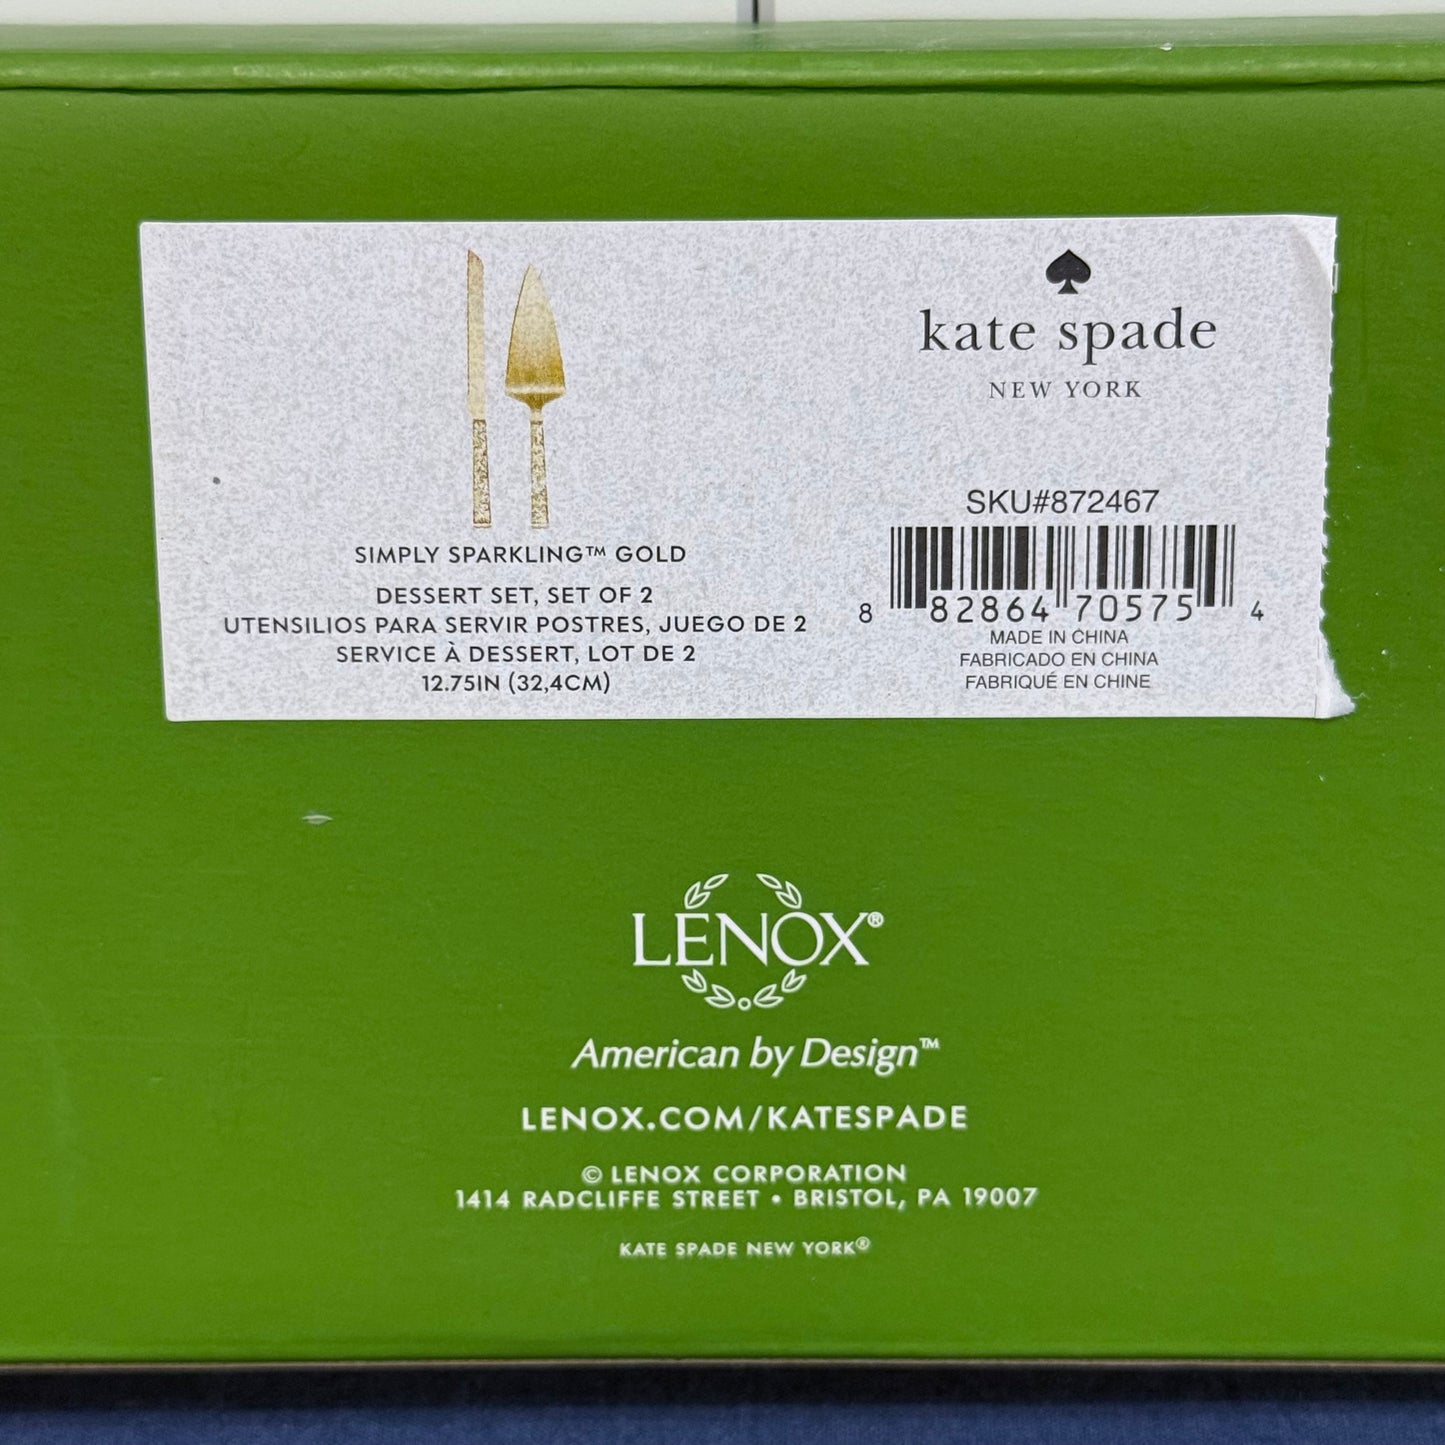 kate spade
NEW YORK
SIMPLY SPARKLING™ GOLD
DESSERT SET, SET OF 2
UTENSILIOS PARA SERVIR POSTRES, JUEGO DE 2
SERVICE À DESSERT, LOT DE 2
12.75IN (32,4CM)
SKU#872467
8 82864 70575 4
MADE IN CHINA
FABRICADO EN CHINA
FABRIQUÉ EN CHINE
LENOX®
American by Design™
LENOX.COM/KATESPADE
© LENOX CORPORATION
1414 RADCLIFFE STREET • BRISTOL, PA 19007
KATE SPADE NEW YORK®